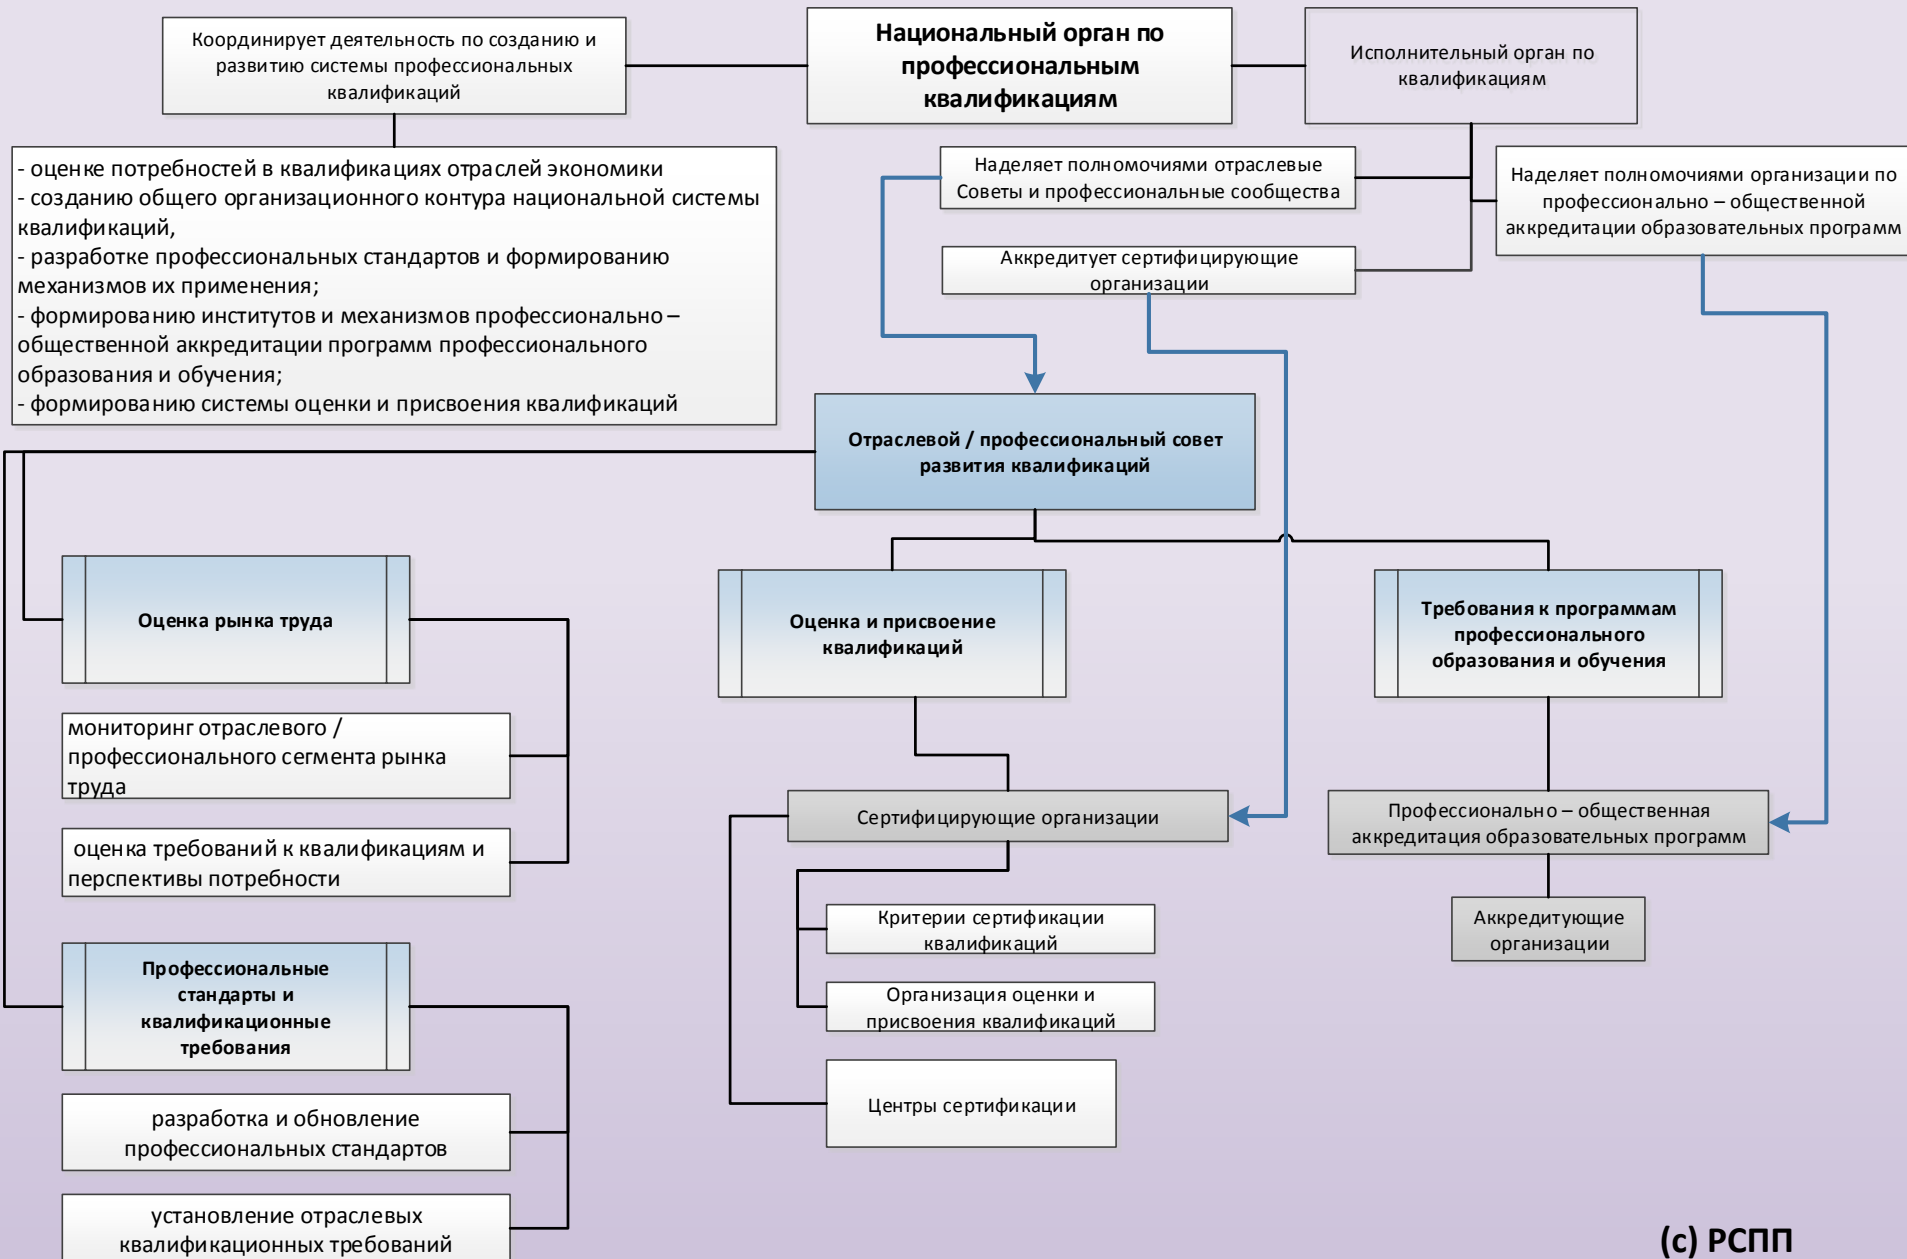 Координирует деятельность по созданию и
развитию системы профессиональных
квалификаций
Национальный орган по
профессиональным
квалификациям
Исполнительный орган по
квалификациям
- оценке потребностей в квалификациях отраслей экономики
- созданию общего организационного контура национальной системы
квалификаций,
- разработке профессиональных стандартов и формированию
механизмов их применения;
- формированию институтов и механизмов профессионально –
общественной аккредитации программ профессионального
образования и обучения;
- формированию системы оценки и присвоения квалификаций
Наделяет полномочиями отраслевые
Советы и профессиональные сообщества
Наделяет полномочиями организации по
профессионально – общественной
аккредитации образовательных программ
Аккредитует сертифицирующие
организации
Отраслевой / профессиональный совет
развития квалификаций
Оценка рынка труда
Оценка и присвоение
квалификаций
Требования к программам
профессионального
образования и обучения
мониторинг отраслевого /
профессионального сегмента рынка
труда
оценка требований к квалификациям и
перспективы потребности
Сертифицирующие организации
Профессионально – общественная
аккредитация образовательных программ
Критерии сертификации
квалификаций
Аккредитующие
организации
Профессиональные
стандарты и
квалификационные
требования
Организация оценки и
присвоения квалификаций
Центры сертификации
разработка и обновление
профессиональных стандартов
установление отраслевых
квалификационных требований
(с) РСПП